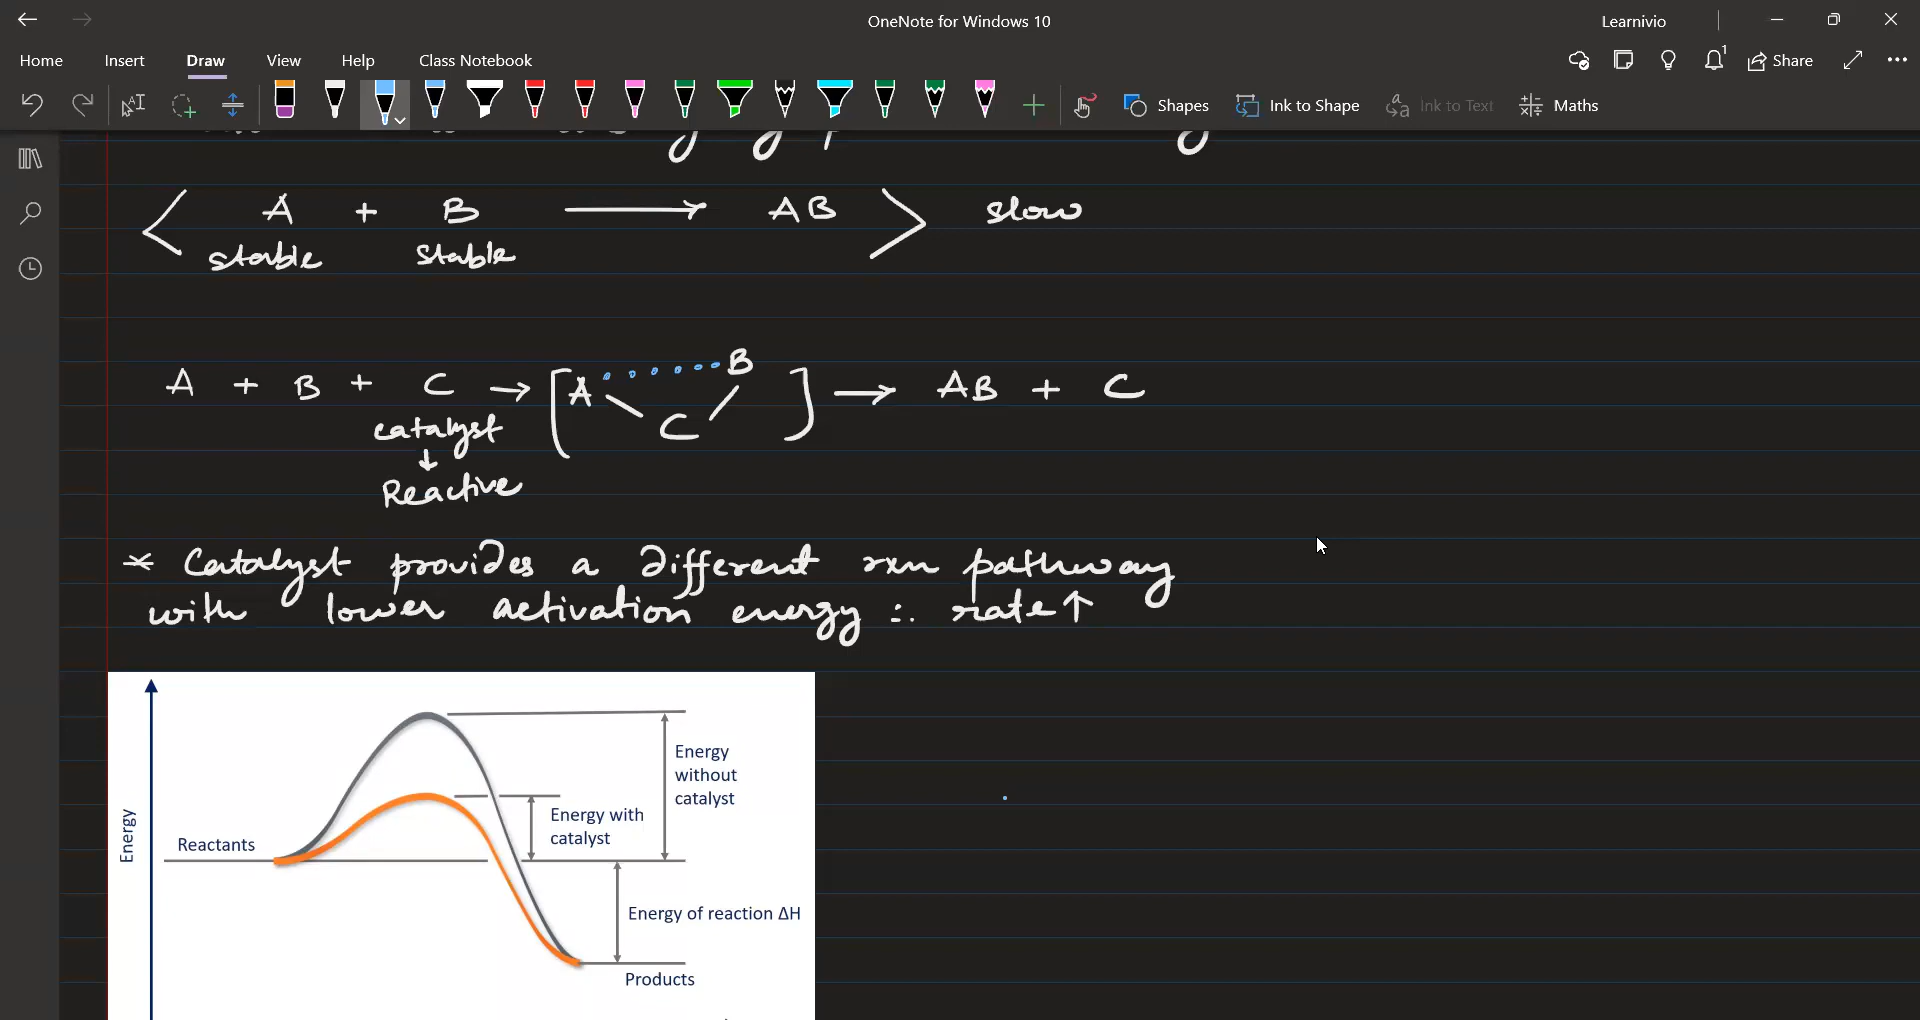 OneNote for Windows 10
Learnivio
Home Insert Draw View Help Class Notebook
1
Share
Shapes Ink to Shape Ink to Text Maths
A + B ⟶ AB slow
stable stable
A + B + C → [A ...... B C] → AB + C
catalyst
↓
Reactive
* Catalyst provides a different rxn pathway
with lower activation energy ∴ rate↑
Energy
without
catalyst
Energy with
catalyst
Reactants
Energy
Energy of reaction ΔH
Products